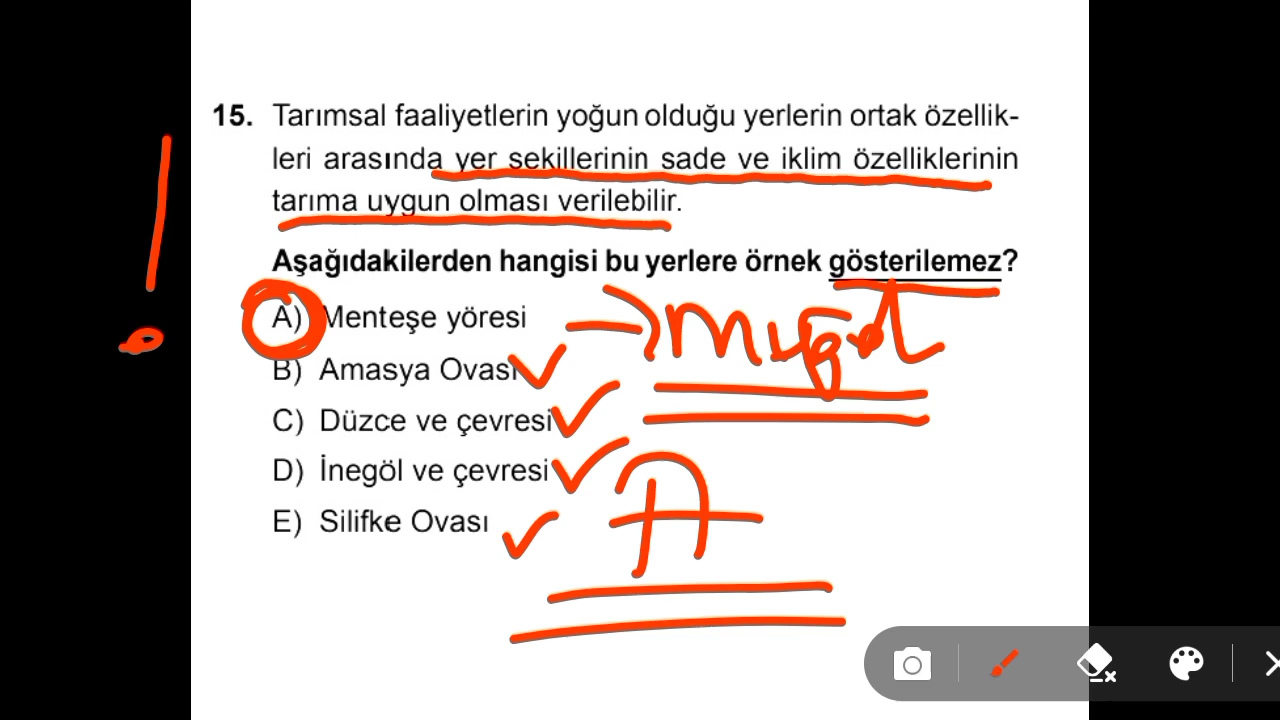 15. Tarımsal faaliyetlerin yoğun olduğu yerlerin ortak özellik-
leri arasında yer şekillerinin sade ve iklim özelliklerinin
tarıma uygun olması verilebilir.
Aşağıdakilerden hangisi bu yerlere örnek gösterilemez?
A) Menteşe yöresi
Muğla
B) Amasya Ovası
C) Düzce ve çevresi
D) İnegöl ve çevresi
A
E) Silifke Ovası